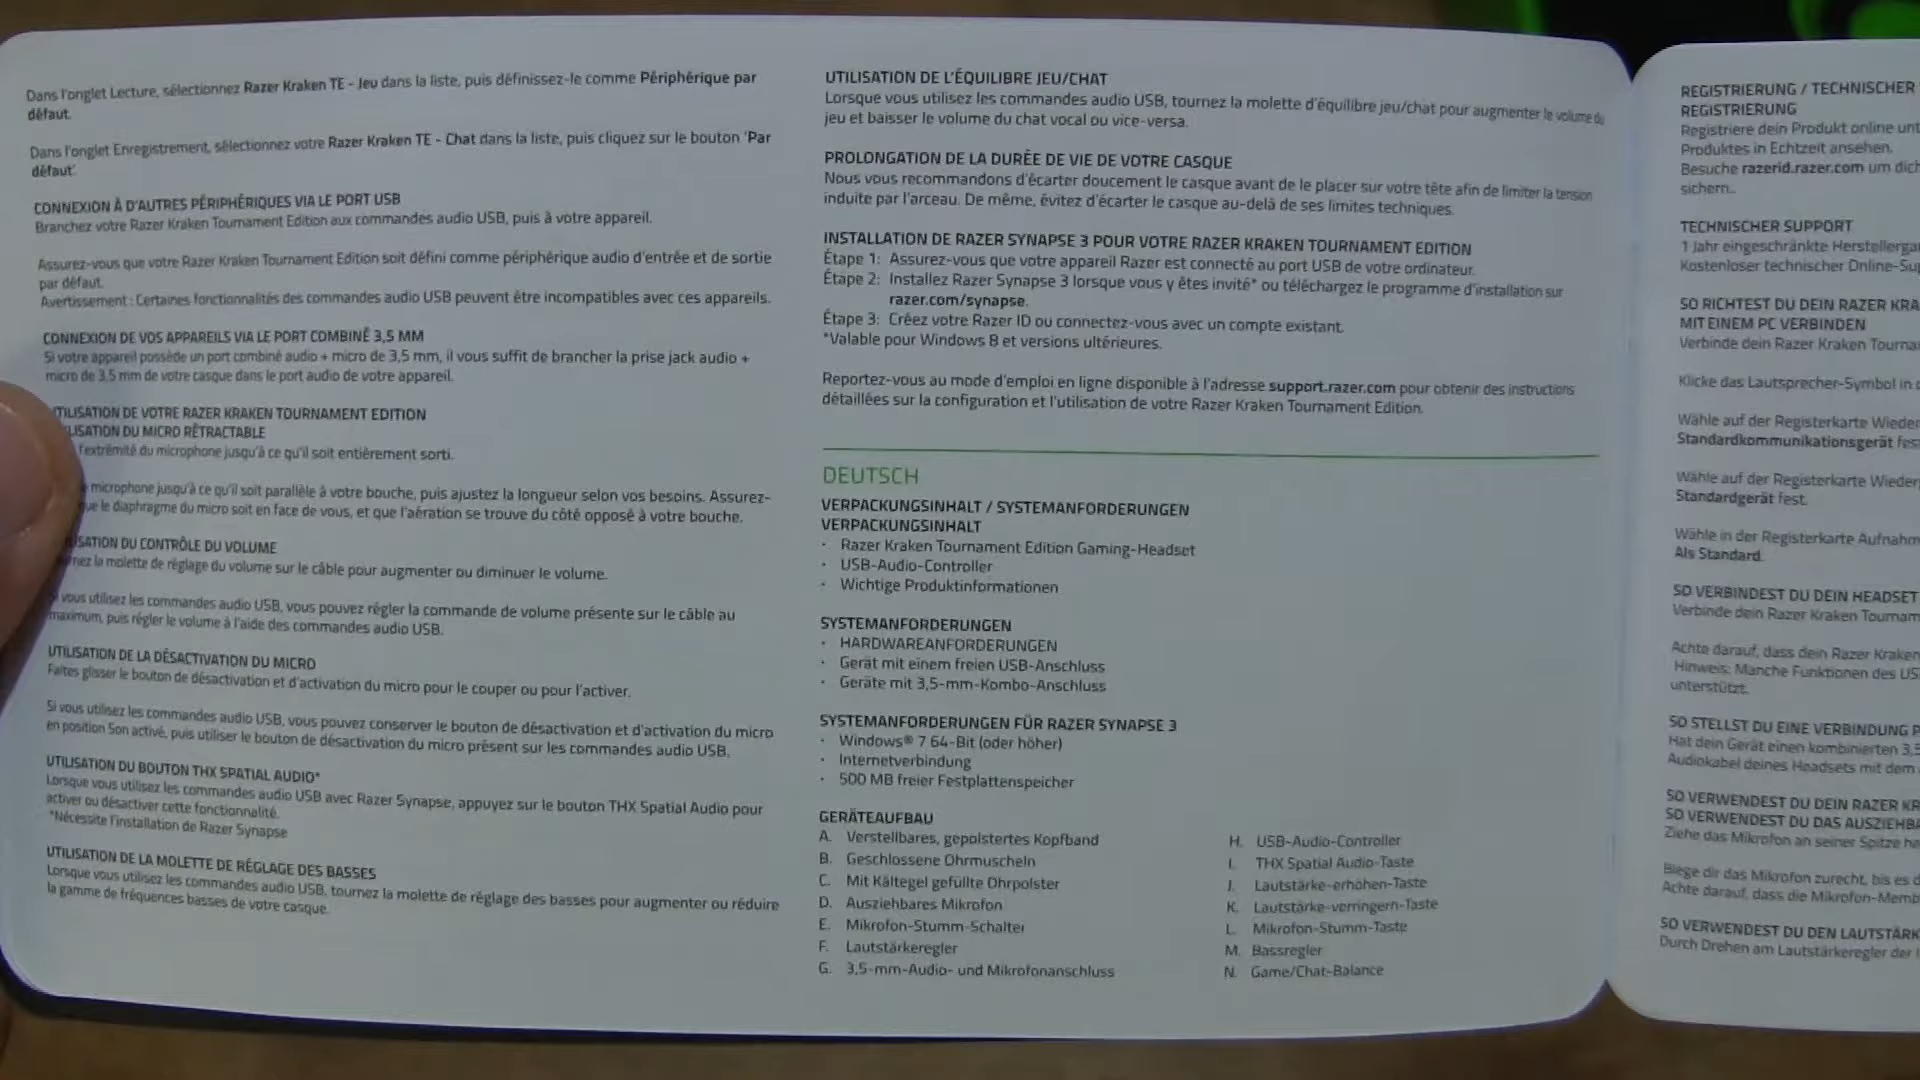 Dans l'onglet Lecture, sélectionnez Razer Kraken TE - Jeu dans la liste, puis définissez-le comme Périphérique par
défaut.
Dans l'onglet Enregistrement, sélectionnez votre Razer Kraken TE - Chat dans la liste, puis cliquez sur le bouton 'Par
défaut'.
CONNEXION À D'AUTRES PÉRIPHÉRIQUES VIA LE PORT USB
Branchez votre Razer Kraken Tournament Edition aux commandes audio USB, puis à votre appareil.
Assurez-vous que votre Razer Kraken Tournament Edition soit défini comme périphérique audio d'entrée et de sortie
par défaut.
Avertissement : Certaines fonctionnalités des commandes audio USB peuvent être incompatibles avec ces appareils.
CONNEXION DE VOS APPAREILS VIA LE PORT COMBINÉ 3,5 MM
Si votre appareil possède un port combiné audio + micro de 3,5 mm, il vous suffit de brancher la prise jack audio +
micro de 3,5 mm de votre casque dans le port audio de votre appareil.
TILISATION DE VOTRE RAZER KRAKEN TOURNAMENT EDITION
LISATION DU MICRO RÉTRACTABLE
l'extrémité du microphone jusqu'à ce qu'il soit entièrement sorti.
microphone jusqu'à ce qu'il soit parallèle à votre bouche, puis ajustez la longueur selon vos besoins. Assurez-
que le diaphragme du micro soit en face de vous, et que l'aération se trouve du côté opposé à votre bouche.
ISATION DU CONTRÔLE DU VOLUME
nez la molette de réglage du volume sur le câble pour augmenter ou diminuer le volume.
Si vous utilisez les commandes audio USB, vous pouvez régler la commande de volume présente sur le câble au
maximum, puis régler le volume à l'aide des commandes audio USB.
UTILISATION DE LA DÉSACTIVATION DU MICRO
Faites glisser le bouton de désactivation et d'activation du micro pour le couper ou pour l'activer.
Si vous utilisez les commandes audio USB, vous pouvez conserver le bouton de désactivation et d'activation du micro
en position Son activé, puis utiliser le bouton de désactivation du micro présent sur les commandes audio USB.
UTILISATION DU BOUTON THX SPATIAL AUDIO*
Lorsque vous utilisez les commandes audio USB avec Razer Synapse, appuyez sur le bouton THX Spatial Audio pour
activer ou désactiver cette fonctionnalité.
*Nécessite l'installation de Razer Synapse
UTILISATION DE LA MOLETTE DE RÉGLAGE DES BASSES
Lorsque vous utilisez les commandes audio USB, tournez la molette de réglage des basses pour augmenter ou réduire
la gamme de fréquences basses de votre casque.
UTILISATION DE L'ÉQUILIBRE JEU/CHAT
Lorsque vous utilisez les commandes audio USB, tournez la molette d'équilibre jeu/chat pour augmenter le volume du
jeu et baisser le volume du chat vocal ou vice-versa.
PROLONGATION DE LA DURÉE DE VIE DE VOTRE CASQUE
Nous vous recommandons d'écarter doucement le casque avant de le placer sur votre tête afin de limiter la tension
induite par l'arceau. De même, évitez d'écarter le casque au-delà de ses limites techniques.
INSTALLATION DE RAZER SYNAPSE 3 POUR VOTRE RAZER KRAKEN TOURNAMENT EDITION
Étape 1: Assurez-vous que votre appareil Razer est connecté au port USB de votre ordinateur.
Étape 2: Installez Razer Synapse 3 lorsque vous y êtes invité* ou téléchargez le programme d'installation sur
razer.com/synapse.
Étape 3: Créez votre Razer ID ou connectez-vous avec un compte existant.
*Valable pour Windows 8 et versions ultérieures.
Reportez-vous au mode d'emploi en ligne disponible à l'adresse support.razer.com pour obtenir des instructions
détaillées sur la configuration et l'utilisation de votre Razer Kraken Tournament Edition.
DEUTSCH
VERPACKUNGSINHALT / SYSTEMANFORDERUNGEN
VERPACKUNGSINHALT
· Razer Kraken Tournament Edition Gaming-Headset
· USB-Audio-Controller
· Wichtige Produktinformationen
SYSTEMANFORDERUNGEN
· HARDWAREANFORDERUNGEN
· Gerät mit einem freien USB-Anschluss
· Geräte mit 3,5-mm-Kombo-Anschluss
SYSTEMANFORDERUNGEN FÜR RAZER SYNAPSE 3
· Windows® 7 64-Bit (oder höher)
· Internetverbindung
· 500 MB freier Festplattenspeicher
GERÄTEAUFBAU
A. Verstellbares, gepolstertes Kopfband
B. Geschlossene Ohrmuscheln
C. Mit Kältegel gefüllte Ohrpolster
D. Ausziehbares Mikrofon
E. Mikrofon-Stumm-Schalter
F. Lautstärkeregler
G. 3,5-mm-Audio- und Mikrofonanschluss
H. USB-Audio-Controller
I. THX Spatial Audio-Taste
J. Lautstärke-erhöhen-Taste
K. Lautstärke-verringern-Taste
L. Mikrofon-Stumm-Taste
M. Bassregler
N. Game/Chat-Balance
REGISTRIERUNG / TECHNISCHER
REGISTRIERUNG
Registriere dein Produkt online unt
Produktes in Echtzeit ansehen.
Besuche razerid.razer.com um dich
sichern..
TECHNISCHER SUPPORT
1 Jahr eingeschränkte Herstellerga
Kostenloser technischer Online-Sup
SO RICHTEST DU DEIN RAZER KRA
MIT EINEM PC VERBINDEN
Verbinde dein Razer Kraken Tourna
Klicke das Lautsprecher-Symbol in d
Wähle auf der Registerkarte Wieder
Standardkommunikationsgerät fest
Wähle auf der Registerkarte Wieder
Standardgerät fest.
Wähle in der Registerkarte Aufnahm
Als Standard.
SO VERBINDEST DU DEIN HEADSET
Verbinde dein Razer Kraken Tournam
Achte darauf, dass dein Razer Kraken
Hinweis: Manche Funktionen des US
unterstützt.
SO STELLST DU EINE VERBINDUNG P
Hat dein Gerät einen kombinierten 3,5
Audiokabel deines Headsets mit dem
SO VERWENDEST DU DEIN RAZER KR
SO VERWENDEST DU DAS AUSZIEHBA
Ziehe das Mikrofon an seiner Spitze he
Biege dir das Mikrofon zurecht, bis es d
Achte darauf, dass die Mikrofon-Memb
SO VERWENDEST DU DEN LAUTSTÄRK
Durch Drehen am Lautstärkeregler der